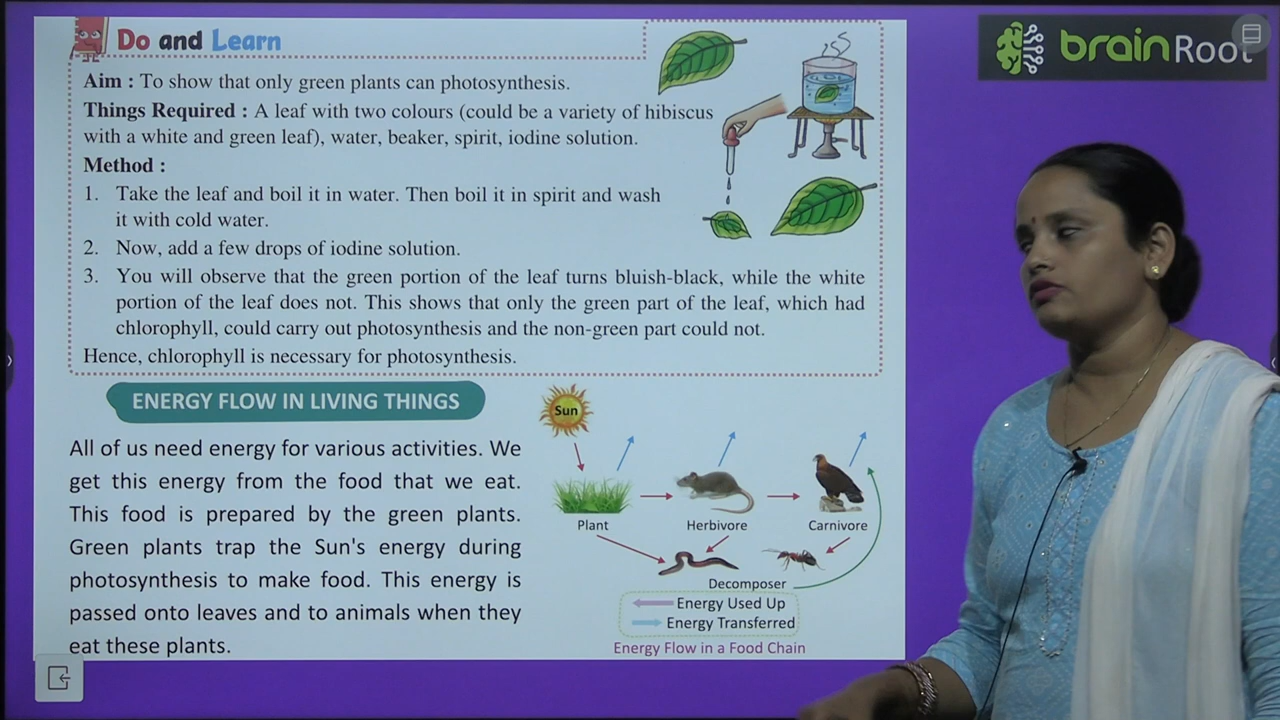 Do and Learn
brainRoot
Aim : To show that only green plants can photosynthesis.
Things Required : A leaf with two colours (could be a variety of hibiscus
with a white and green leaf), water, beaker, spirit, iodine solution.
Method :
1. Take the leaf and boil it in water. Then boil it in spirit and wash
it with cold water.
2. Now, add a few drops of iodine solution.
3. You will observe that the green portion of the leaf turns bluish-black, while the white
portion of the leaf does not. This shows that only the green part of the leaf, which had
chlorophyll, could carry out photosynthesis and the non-green part could not.
Hence, chlorophyll is necessary for photosynthesis.
ENERGY FLOW IN LIVING THINGS
All of us need energy for various activities. We
get this energy from the food that we eat.
This food is prepared by the green plants.
Green plants trap the Sun's energy during
photosynthesis to make food. This energy is
passed onto leaves and to animals when they
eat these plants.
Sun
Plant Herbivore Carnivore
Decomposer
Energy Used Up
Energy Transferred
Energy Flow in a Food Chain